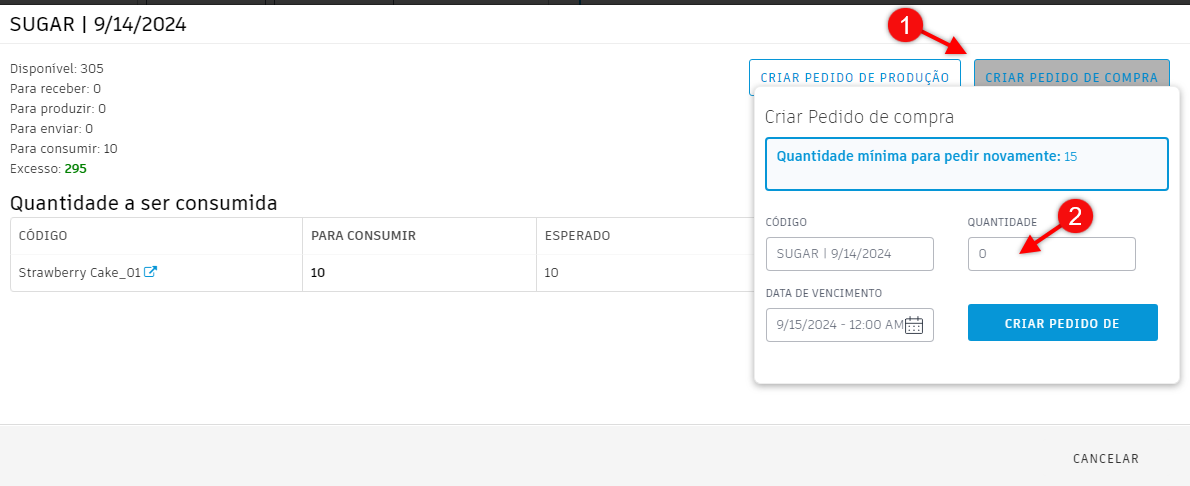 SUGAR | 9/14/2024
1
Disponível: 305
Para receber: 0
Para produzir: 0
Para enviar: 0
Para consumir: 10
Excesso: 295
CRIAR PEDIDO DE PRODUÇÃO
CRIAR PEDIDO DE COMPRA
Quantidade a ser consumida
CÓDIGO PARA CONSUMIR ESPERADO
Strawberry Cake_01 10 10
Criar Pedido de compra
Quantidade mínima para pedir novamente: 15
CÓDIGO
SUGAR | 9/14/2024
QUANTIDADE
2
0
DATA DE VENCIMENTO
9/15/2024 - 12:00 AM
CRIAR PEDIDO DE
CANCELAR